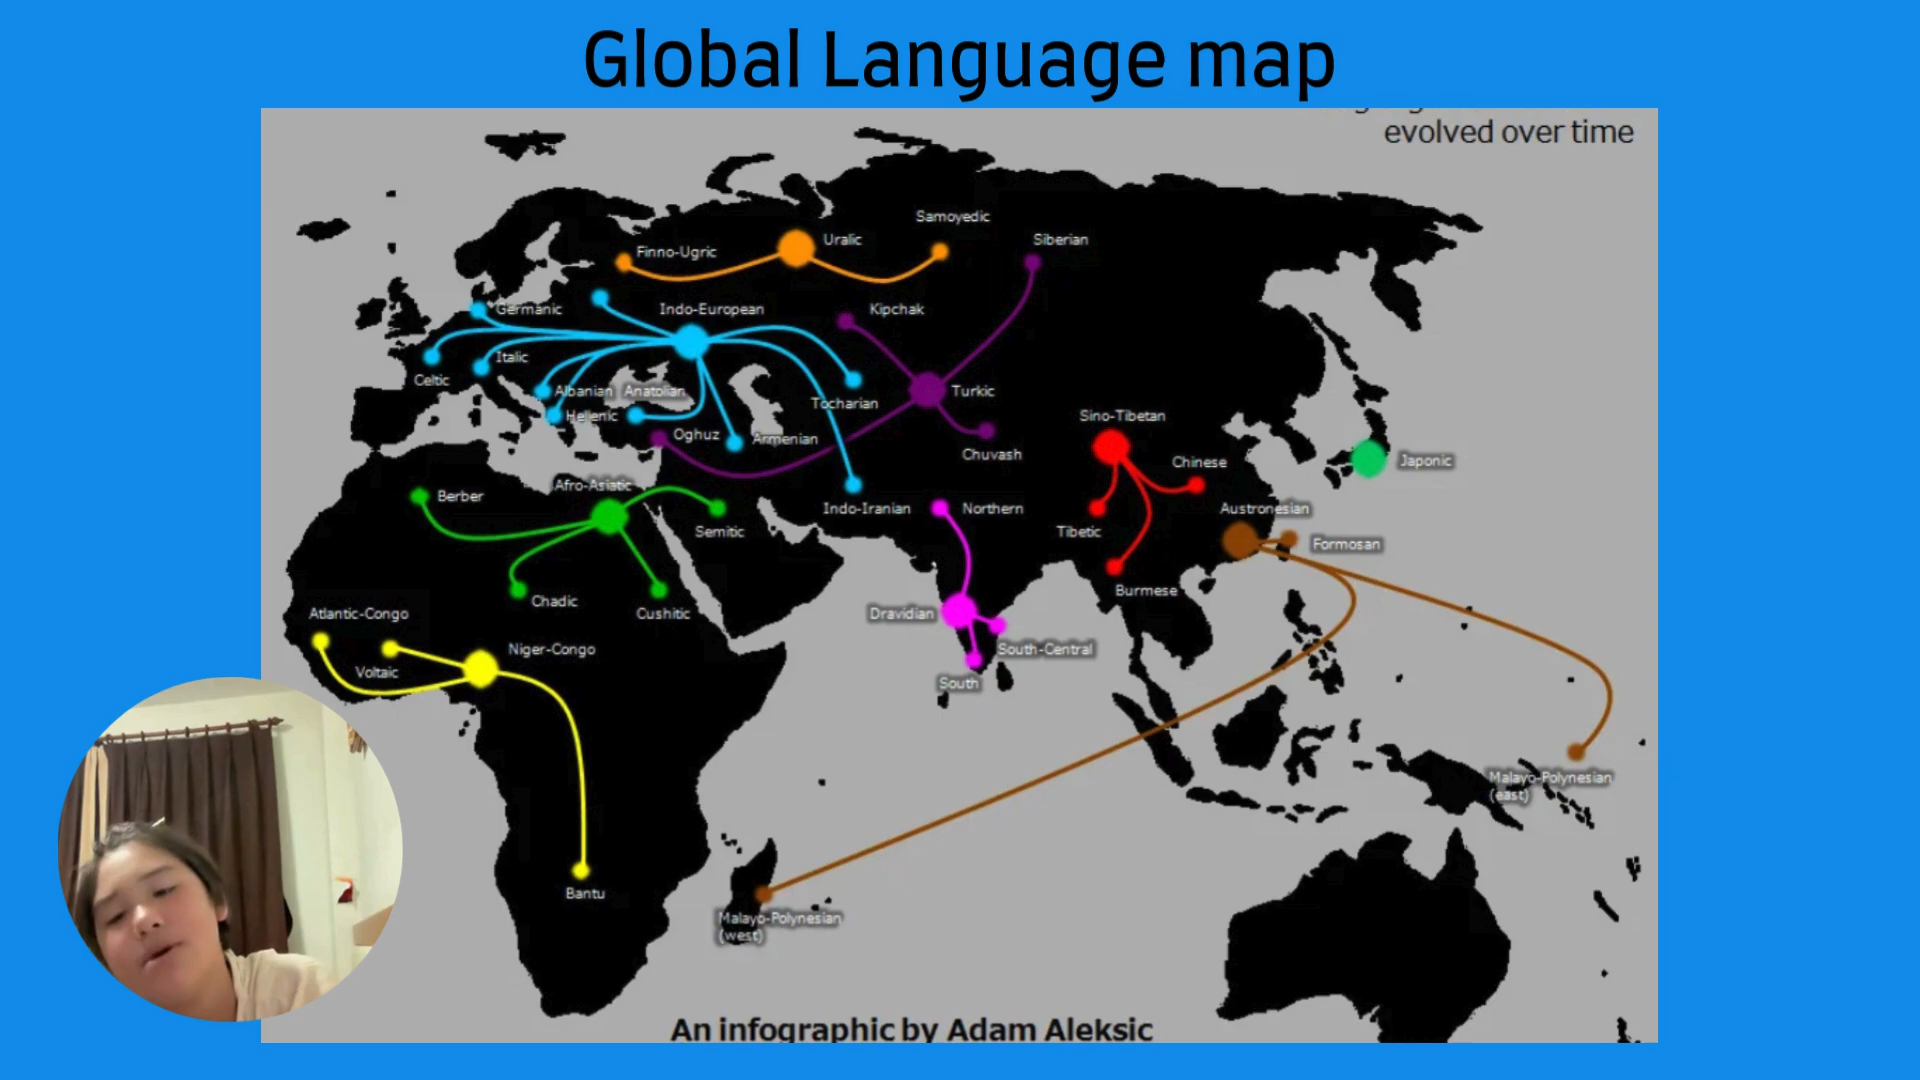 Global Language map
evolved over time
Samoyedic
Finno-Ugric
Uralic
Siberian
Germanic
Indo-European
Kipchak
Italic
Celtic
Albanian
Anatolian
Tocharian
Turkic
Hellenic
Oghuz
Armenian
Chuvash
Sino-Tibetan
Chinese
Japonic
Berber
Afro-Asiatic
Semitic
Indo-Iranian
Northern
Tibetic
Austronesian
Formosan
Chadic
Cushitic
Burmese
Atlantic-Congo
Dravidian
Voltaic
Niger-Congo
South-Central
South
Malayo-Polynesian
(east)
Bantu
Malayo-Polynesian
(west)
An infographic by Adam Aleksic